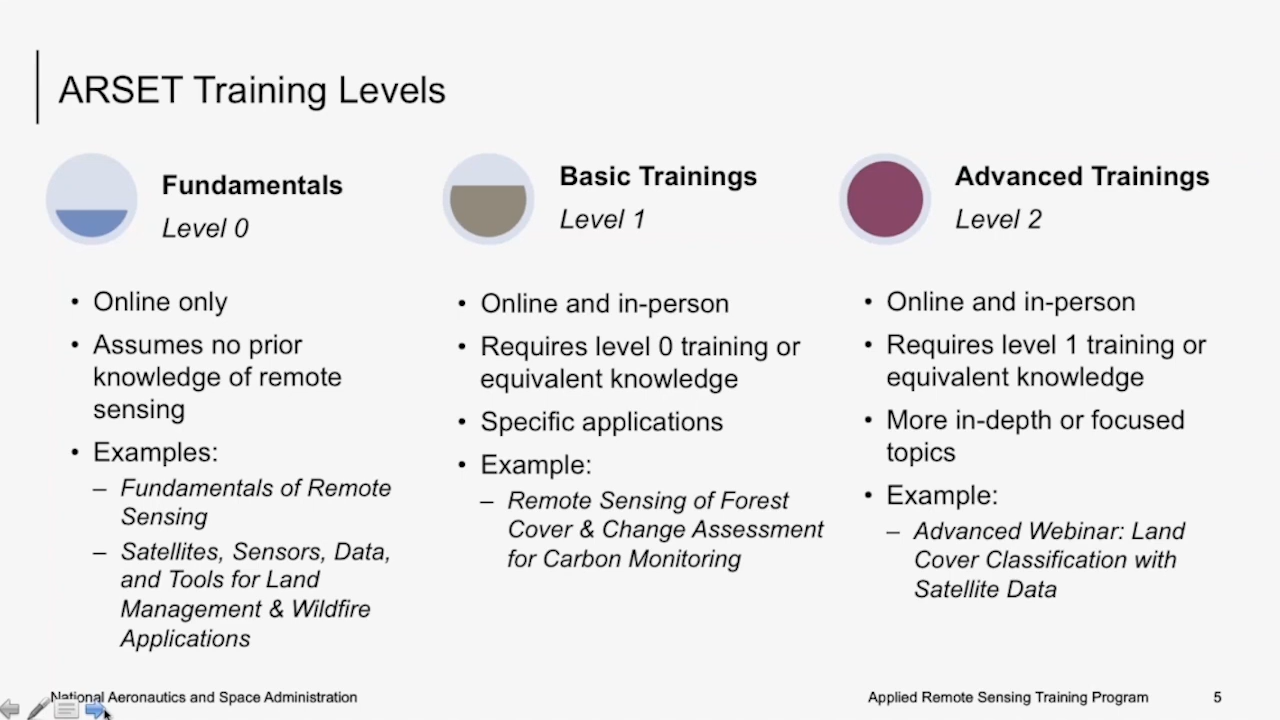 ARSET Training Levels
Fundamentals
Level 0
• Online only
• Assumes no prior
knowledge of remote
sensing
• Examples:
– Fundamentals of Remote
Sensing
– Satellites, Sensors, Data,
and Tools for Land
Management & Wildfire
Applications
Basic Trainings
Level 1
• Online and in-person
• Requires level 0 training or
equivalent knowledge
• Specific applications
• Example:
– Remote Sensing of Forest
Cover & Change Assessment
for Carbon Monitoring
Advanced Trainings
Level 2
• Online and in-person
• Requires level 1 training or
equivalent knowledge
• More in-depth or focused
topics
• Example:
– Advanced Webinar: Land
Cover Classification with
Satellite Data
National Aeronautics and Space Administration
Applied Remote Sensing Training Program
5